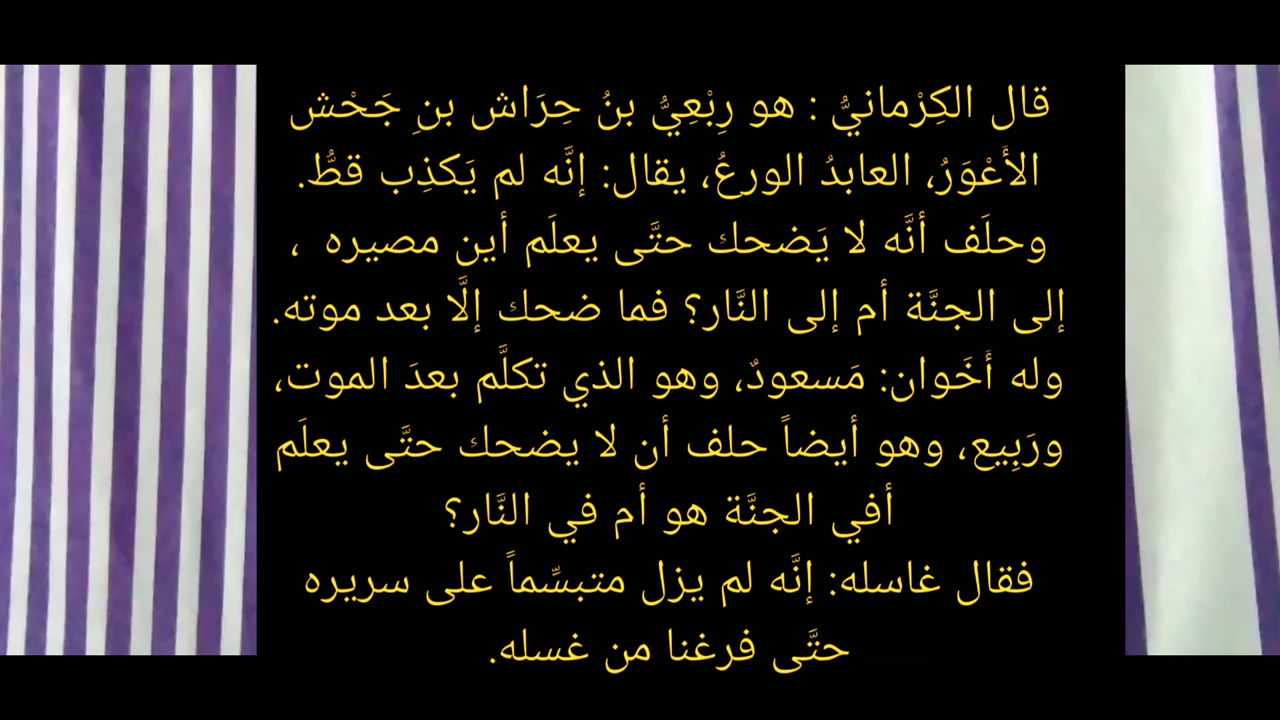 قال الكِرْمانيُّ : هو رِبْعِيُّ بنُ حِرَاش بنِ جَحْش
الأَعْوَرُ، العابدُ الورعُ، يقال: إنَّه لم يَكذِب قطُّ.
وحلَف أنَّه لا يَضحك حتَّى يعلَم أين مصيره ،
إلى الجنَّة أم إلى النَّار؟ فما ضحك إلَّا بعد موته.
وله أَخَوان: مَسعودٌ، وهو الذي تكلَّم بعدَ الموت،
ورَبِيع، وهو أيضاً حلف أن لا يضحك حتَّى يعلَم
أفي الجنَّة هو أم في النَّار؟
فقال غاسله: إنَّه لم يزل متبسِّماً على سريره
حتَّى فرغنا من غسله.